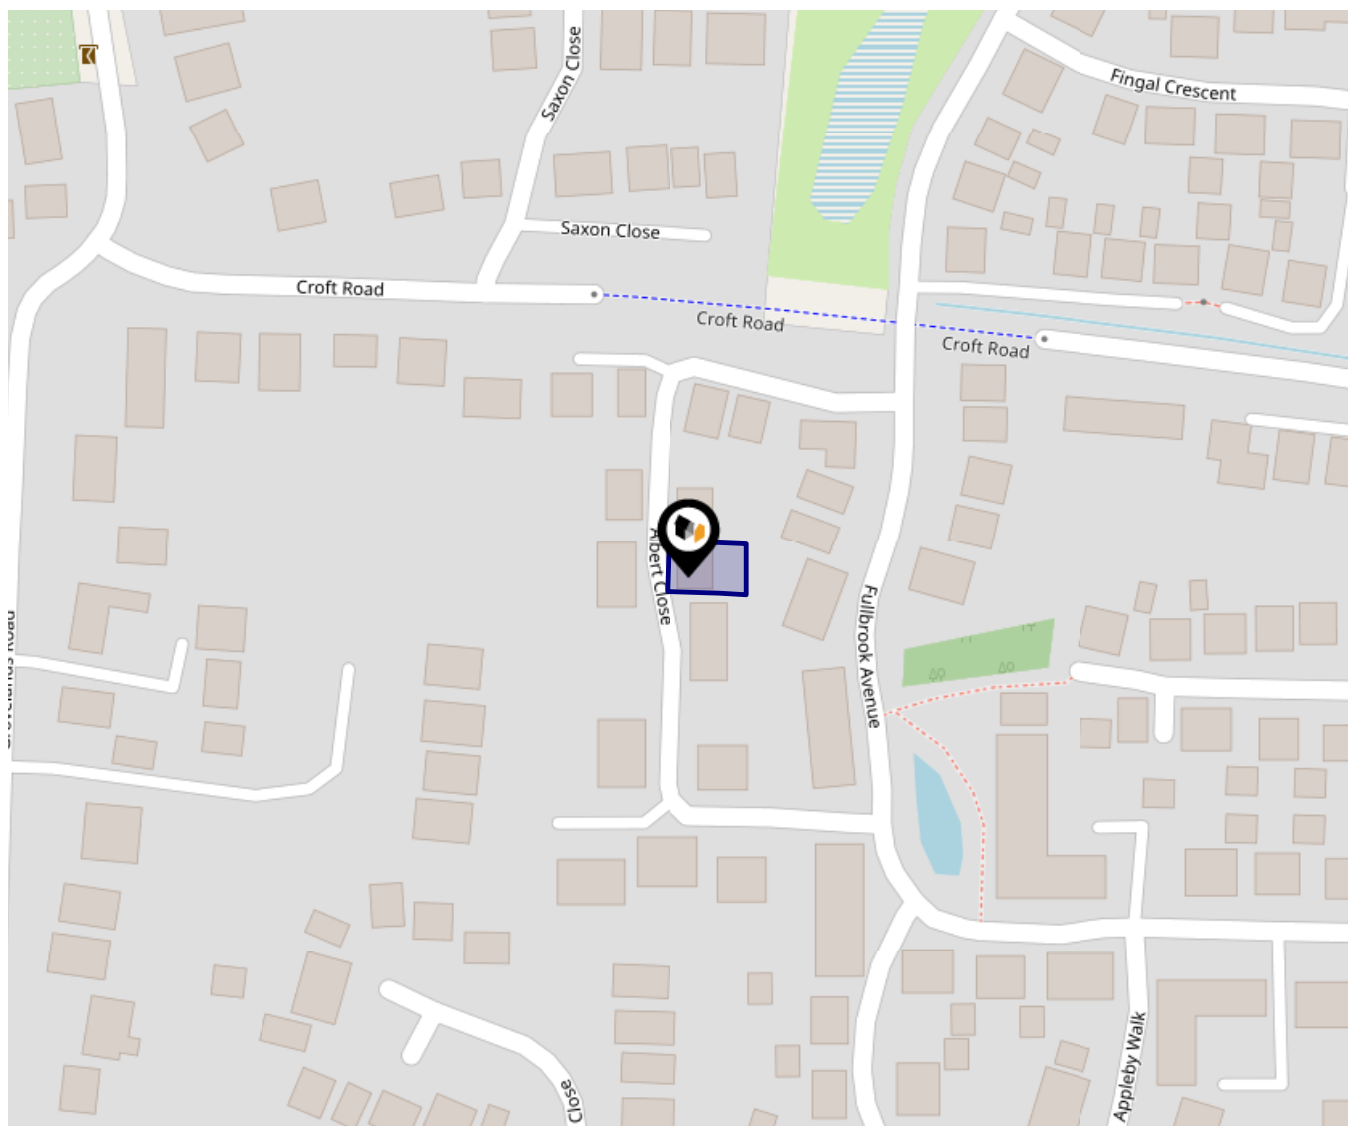 Saxon Close
Fingal Crescent
Saxon Close
Croft Road
Croft Road
Croft Road
Albert Close
Fullbrook Avenue
Road
Close
Appleby Walk